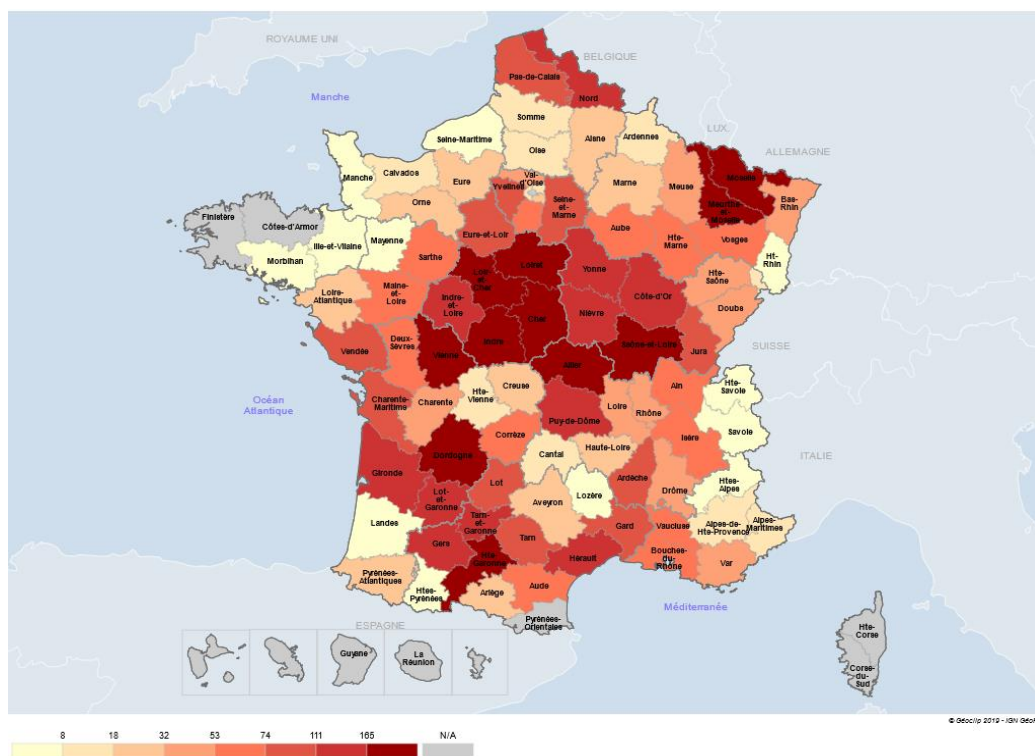 ROYAUME UNI
BELGIQUE
Pas-de-Calais
Nord
Manche
Somme
Seine-Maritime
Aisne
Ardennes
LUX.
Oise
ALLEMAGNE
Manche
Calvados
Eure
Val-
d'Oise
Marne
Meuse
Moselle
Meurthe-
et-
Moselle
Bas-
Rhin
Orne
Yvelines
Seine-
et-
Marne
Finistère
Côtes-d'Armor
Ille-et-Vilaine
Mayenne
Eure-et-Loir
Aube
Hte-
Marne
Vosges
Ht-
Rhin
Morbihan
Sarthe
Loiret
Yonne
Loir-
et-
Cher
Hte-
Saône
Loire-
Atlantique
Maine-
et-
Loire
Indre-
et-
Loire
Cher
Nièvre
Côte-d'Or
Doubs
Vendée
Deux-
Sèvres
Vienne
Indre
Saône-et-Loire
Jura
SUISSE
Allier
Océan
Atlantique
Charente-
Maritime
Charente
Hte-
Vienne
Creuse
Puy-de-Dôme
Loire
Rhône
Ain
Hte-
Savoie
Savoie
Isère
Corrèze
Dordogne
Cantal
Haute-Loire
ITALIE
Gironde
Lot
Lozère
Ardèche
Drôme
Htes-
Alpes
Lot-
et-
Garonne
Aveyron
Landes
Tarn-
et-
Garonne
Tarn
Gard
Vaucluse
Alpes-de-
Hte-Provence
Alpes-
Maritimes
Gers
Hte-
Garonne
Hérault
Bouches-
du-
Rhône
Var
Pyrénées-
Atlantiques
Htes-
Pyrénées
Ariège
Aude
Méditerranée
ESPAGNE
Pyrénées-
Orientales
Guyane
La
Réunion
Hte-
Corse
Corse-
du-
Sud
8 18 32 53 74 111 165 N/A